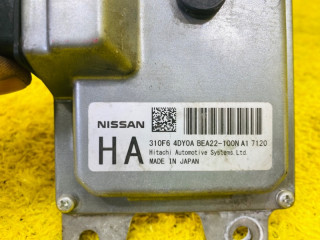 NISSAN
HA
310F6 4DY0A BEA22-100N A1 7120
Hitachi Automotive Systems,Ltd.
MADE IN JAPAN